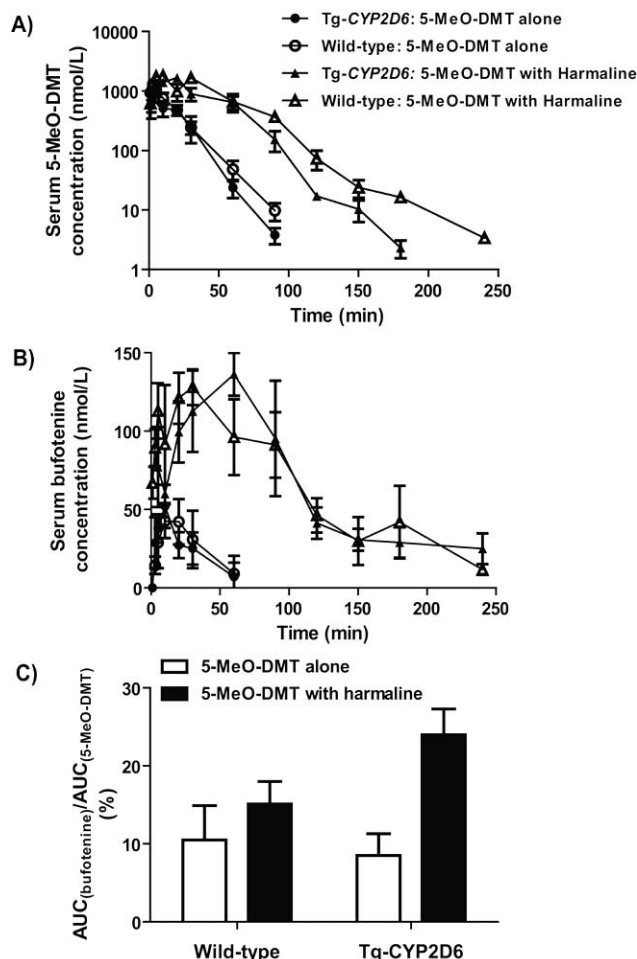 A)
Tg-CYP2D6: 5-MeO-DMT alone
Wild-type: 5-MeO-DMT alone
Tg-CYP2D6: 5-MeO-DMT with Harmaline
Wild-type: 5-MeO-DMT with Harmaline
Serum 5-MeO-DMT
concentration (nmol/L)
10000
1000
100
10
1
0 50 100 150 200 250
Time (min)
B)
Serum bufotenine
concentration (nmol/L)
150
100
50
0
0 50 100 150 200 250
Time (min)
C)
5-MeO-DMT alone
5-MeO-DMT with harmaline
AUC(bufotenine)/AUC(5-MeO-DMT)
(%)
30
20
10
0
Wild-type Tg-CYP2D6